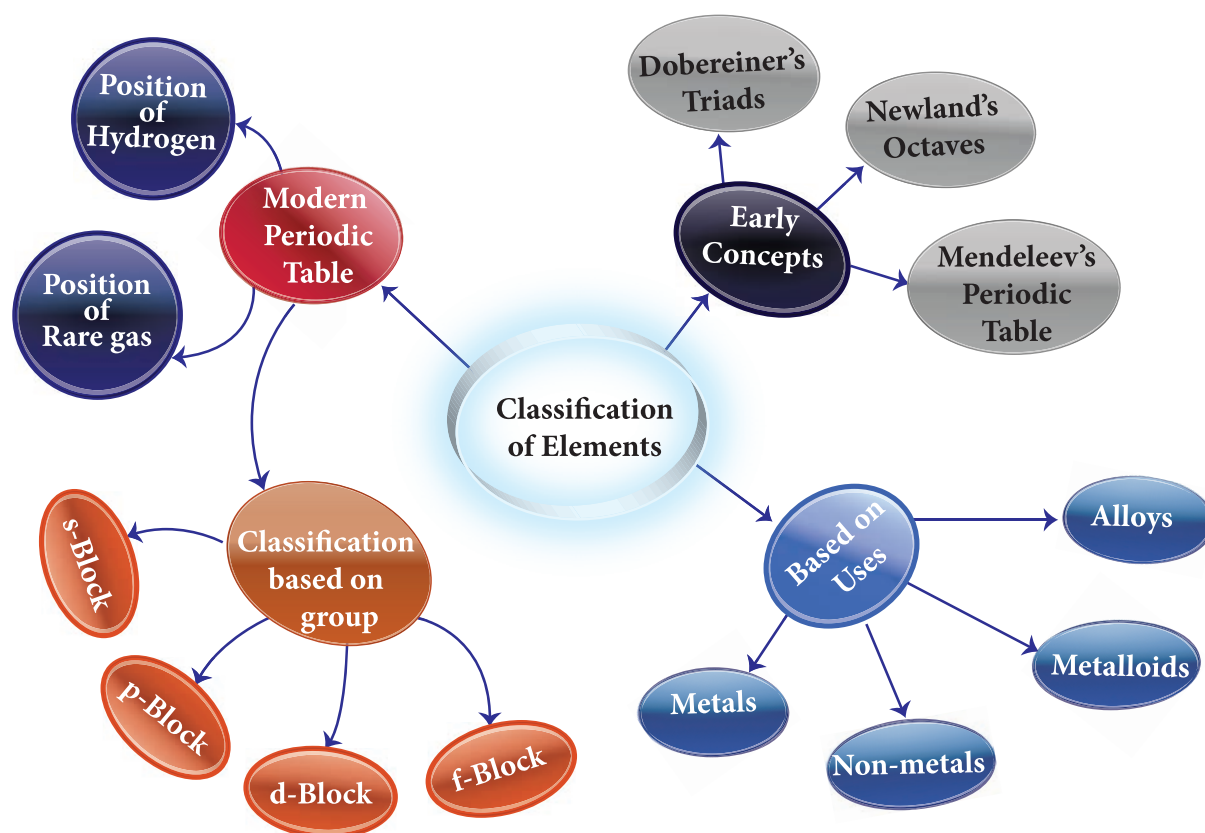 Position
of
Hydrogen
Modern
Periodic
Table
Position
of
Rare gas
Dobereiner's
Triads
Newland's
Octaves
Early
Concepts
Mendeleev's
Periodic
Table
Classification
of Elements
Classification
based on
group
s-Block
p-Block
d-Block
f-Block
Based on
Uses
Alloys
Metalloids
Metals
Non-metals